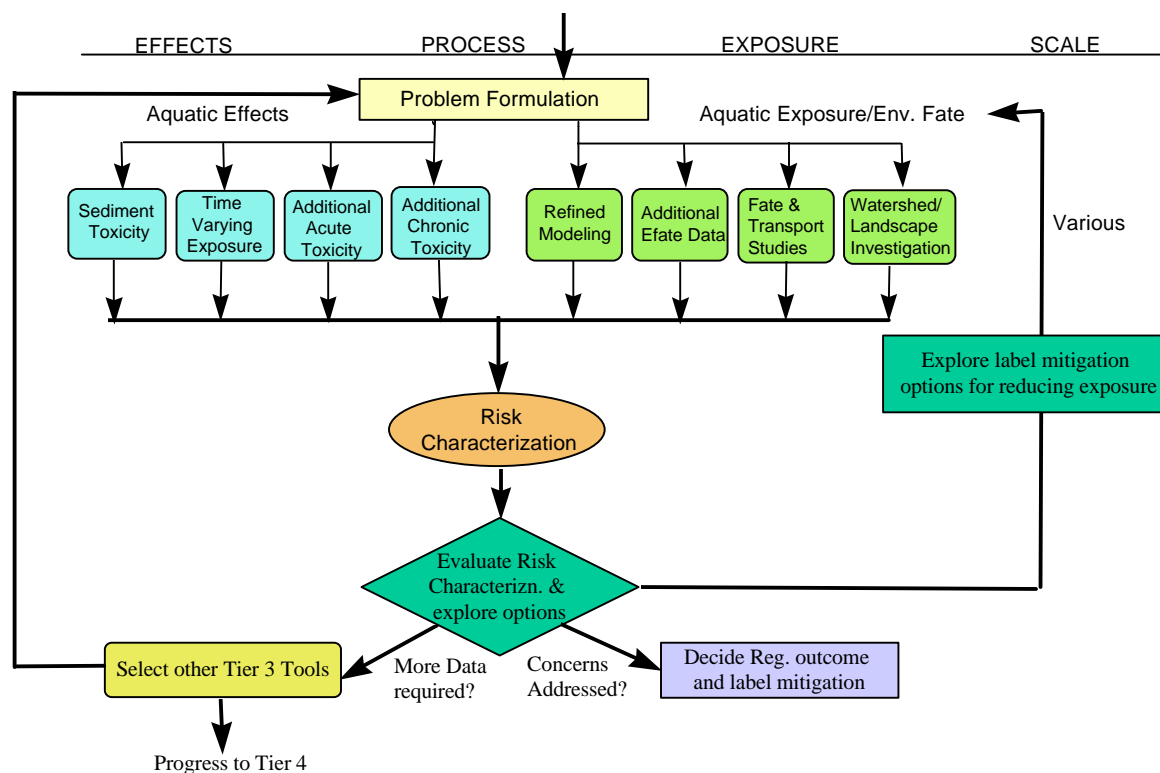 EFFECTS
PROCESS
EXPOSURE
SCALE
Problem Formulation
Aquatic Effects
Aquatic Exposure/Env. Fate
Sediment
Toxicity
Time
Varying
Exposure
Additional
Acute
Toxicity
Additional
Chronic
Toxicity
Refined
Modeling
Additional
Efate Data
Fate &
Transport
Studies
Watershed/
Landscape
Investigation
Various
Explore label mitigation
options for reducing exposure
Risk
Characterization
Evaluate Risk
Characterizn. &
explore options
Select other Tier 3 Tools
More Data
required?
Concerns
Addressed?
Decide Reg. outcome
and label mitigation
Progress to Tier 4